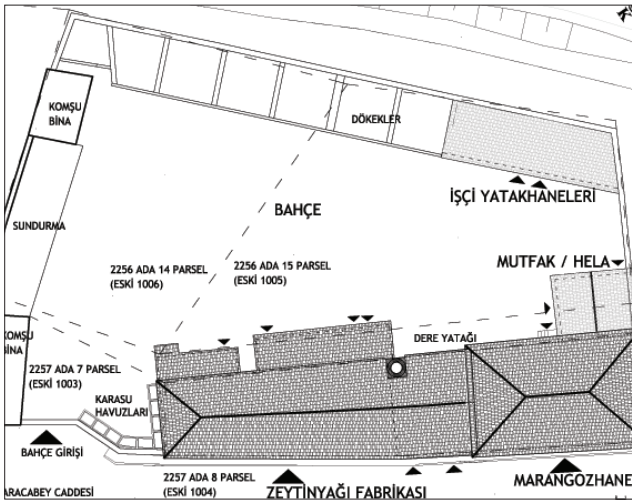 KOMŞU
BİNA
DÖKEKLER
İŞÇİ YATAKHANELERİ
BAHÇE
SUNDURMA
2256 ADA 14 PARSEL
(ESKİ 1006)
2256 ADA 15 PARSEL
(ESKİ 1005)
MUTFAK / HELA
KOMŞU
BİNA
DERE YATAĞI
2257 ADA 7 PARSEL
(ESKİ 1003)
KARASU
HAVUZLARI
BAHÇE GİRİŞİ
2257 ADA 8 PARSEL
(ESKİ 1004)
ZEYTİNYAĞI FABRİKASI
MARANGOZHANE
ARACABEY CADDESİ